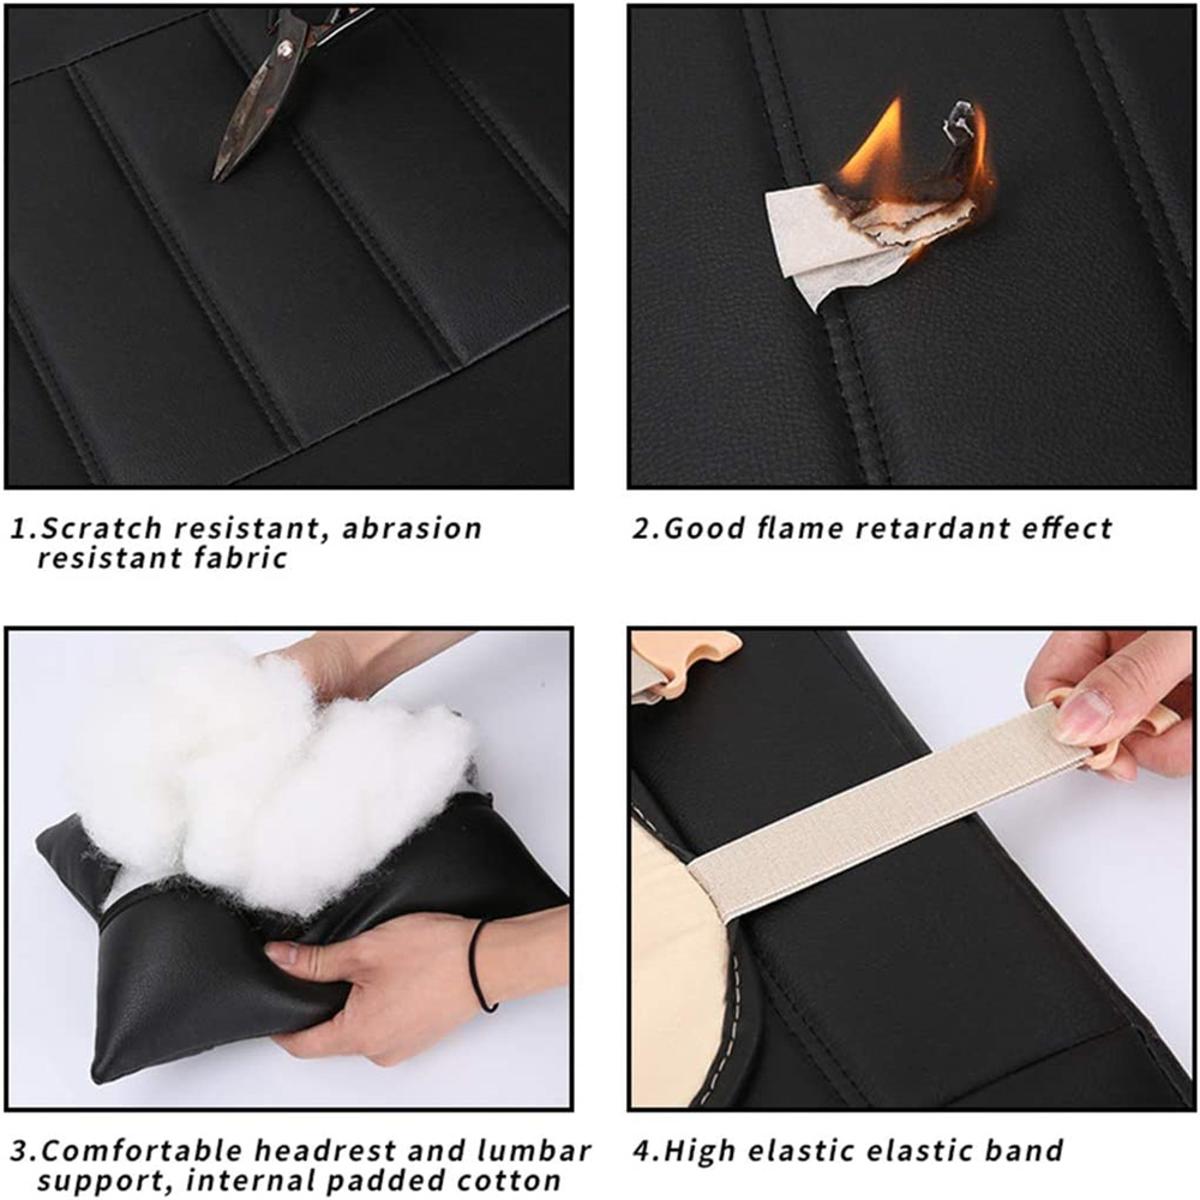 1.Scratch resistant, abrasion
resistant fabric
2.Good flame retardant effect
3.Comfortable headrest and lumbar
support, internal padded cotton
4.High elastic elastic band